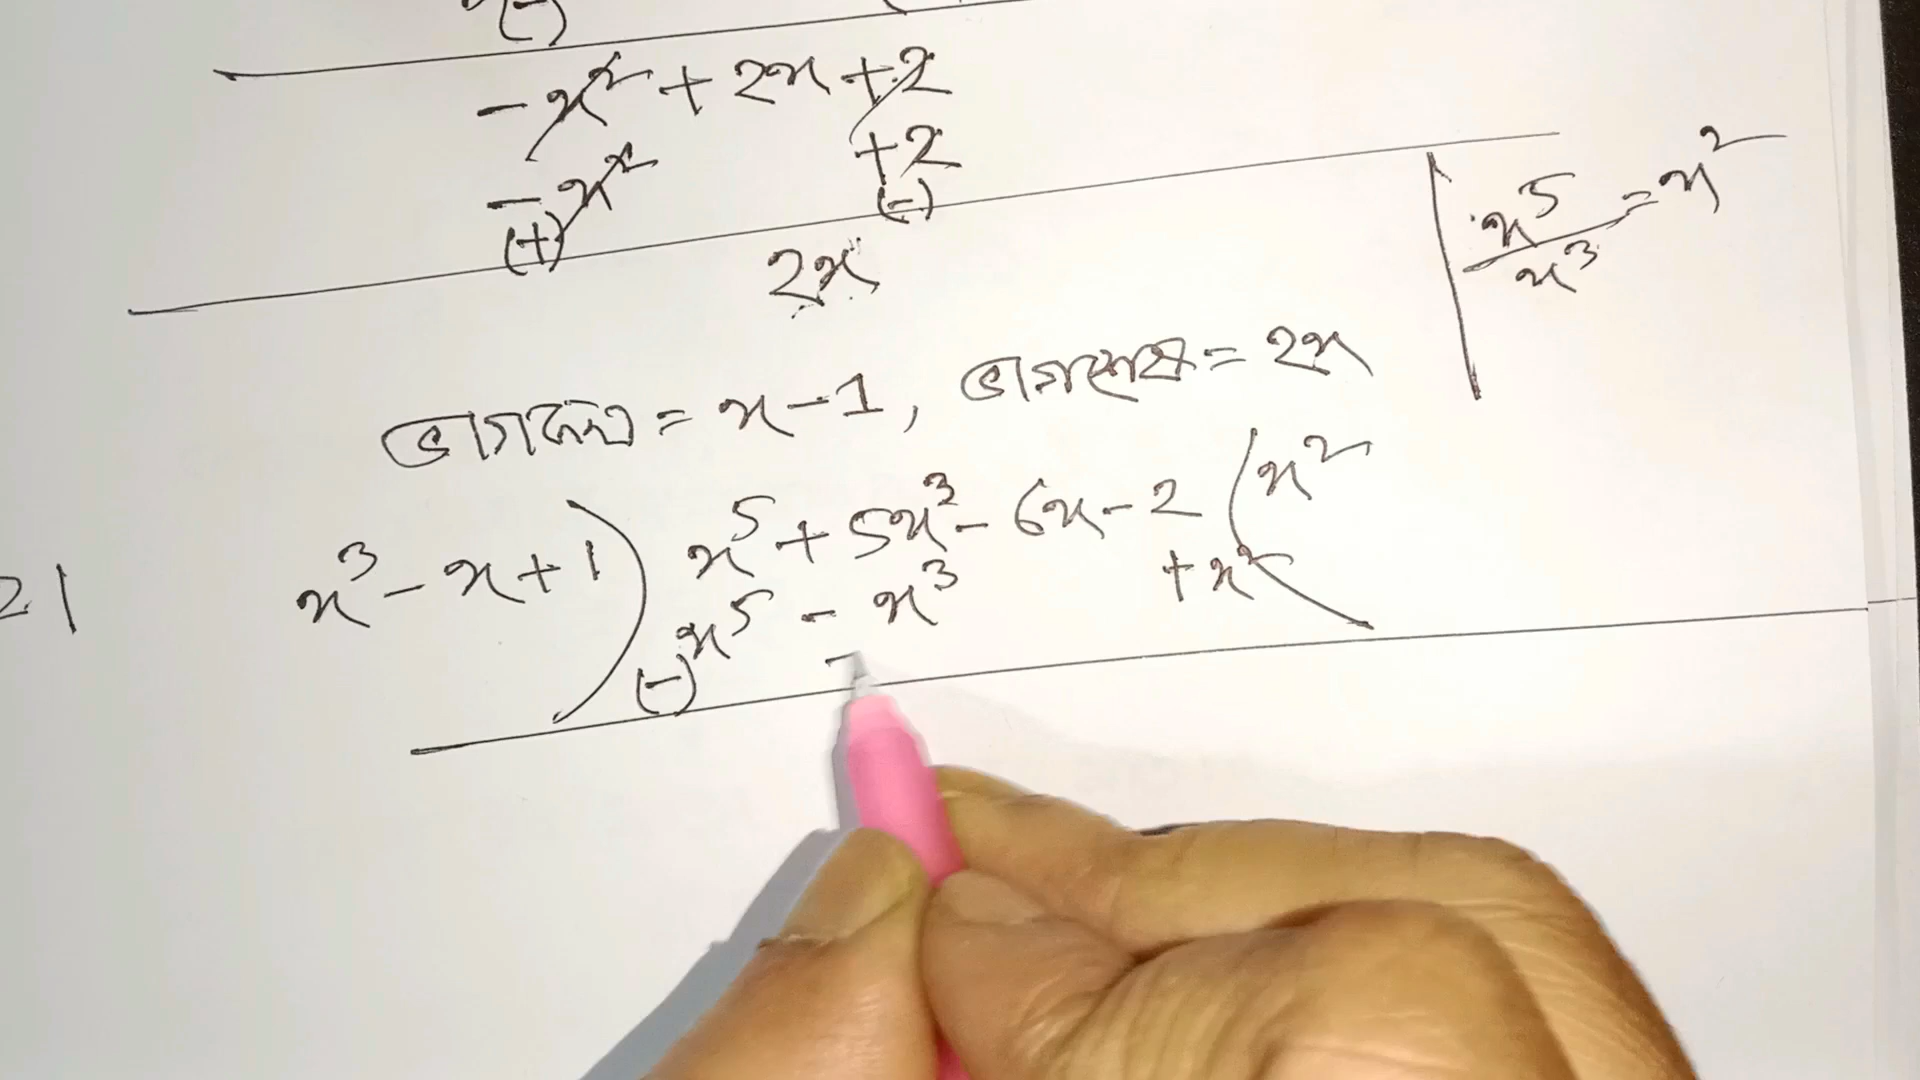 (-)
- x² + 2x + 2
- x² + 2
(+) (-)
2x
x⁵/x³ = x²
ভাগফল = x - 1, ভাগশেষ = 2x
21 x³ - x + 1 ) x⁵ + 5x³ - 6x - 2 ( x²
x⁵ - x³ + x²
(-)